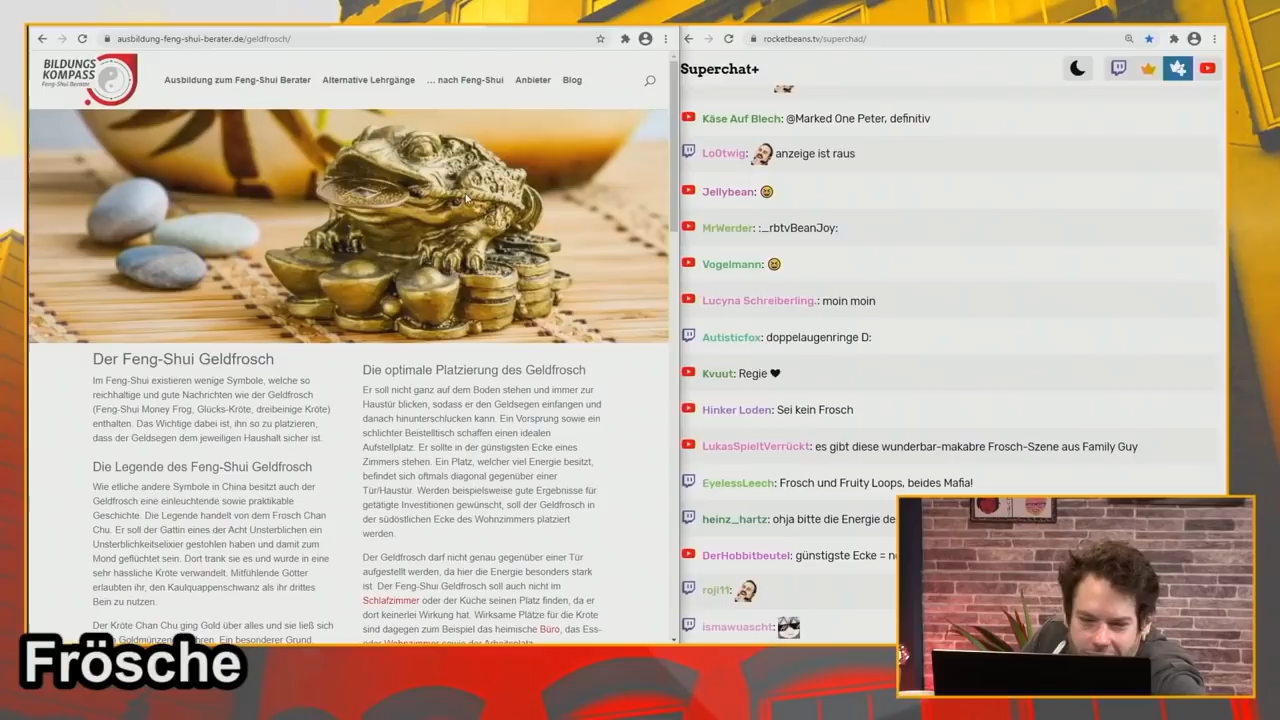 ausbildung-feng-shui-berater.de/geldfrosch/
BILDUNGS
KOMPASS
Feng-Shui Berater
Ausbildung zum Feng-Shui Berater
Alternative Lehrgänge
... nach Feng-Shui
Anbieter
Blog
Der Feng-Shui Geldfrosch
Im Feng-Shui existieren wenige Symbole, welche so
reichhaltige und gute Nachrichten wie der Geldfrosch
(Feng-Shui Money Frog, Glücks-Kröte, dreibeinige Kröte)
enthalten. Das Wichtige dabei ist, ihn so zu platzieren,
dass der Geldsegen dem jeweiligen Haushalt sicher ist.
Die Legende des Feng-Shui Geldfrosch
Wie etliche andere Symbole in China besitzt auch der
Geldfrosch eine einleuchtende sowie praktikable
Geschichte. Die Legende handelt von dem Frosch Chan
Chu. Er soll der Gattin eines der Acht Unsterblichen ein
Unsterblichkeitselixier gestohlen haben und damit zum
Mond geflüchtet sein. Dort trank sie es und wurde in eine
sehr hässliche Kröte verwandelt. Mitfühlende Götter
erlaubten ihr, den Kaulquappenschwanz als ihr drittes
Bein zu nutzen.
Der Kröte Chan Chu ging Gold über alles und sie ließ sich
Goldmünzen
Ein besonderer Grund,
Die optimale Platzierung des Geldfrosch
Er soll nicht ganz auf dem Boden stehen und immer zur
Haustür blicken, sodass er den Geldsegen einfangen und
danach hinunterschlucken kann. Ein Vorsprung sowie ein
schlichter Beistelltisch schaffen einen idealen
Aufstellplatz. Er sollte in der günstigsten Ecke eines
Zimmers stehen. Ein Platz, welcher viel Energie besitzt,
befindet sich oftmals diagonal gegenüber einer
Tür/Haustür. Werden beispielsweise gute Ergebnisse für
getätigte Investitionen gewünscht, soll der Geldfrosch in
der südöstlichen Ecke des Wohnzimmers platziert
werden.
Der Geldfrosch darf nicht genau gegenüber einer Tür
aufgestellt werden, da hier die Energie besonders stark
ist. Der Feng-Shui Geldfrosch soll auch nicht im
Schlafzimmer oder der Küche seinen Platz finden, da er
dort keinerlei Wirkung hat. Wirksame Plätze für die Kröte
sind dagegen zum Beispiel das heimische Büro, das Ess-
oder Wohnzimmer sowie der Arbeitsplatz.
rocketbeans.tv/superchad/
Superchat+
Käse Auf Blech: @Marked One Peter, definitiv
Lo0twig: anzeige ist raus
Jellybean:
MrWerder: :_rbtvBeanJoy:
Vogelmann:
Lucyna Schreiberling.: moin moin
Autisticfox: doppelaugenringe D:
Kvuut: Regie ♥
Hinker Loden: Sei kein Frosch
LukasSpieltVerrückt: es gibt diese wunderbar-makabre Frosch-Szene aus Family Guy
EyelessLeech: Frosch und Fruity Loops, beides Mafia!
heinz_hartz: ohja bitte die Energie de
DerHobbitbeutel: günstigste Ecke = n
roji11:
ismawuascht:
Frösche